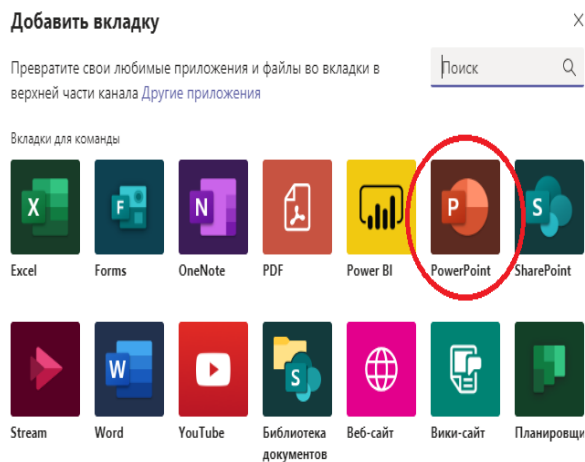 Добавить вкладку
Превратите свои любимые приложения и файлы во вкладки в
верхней части канала Другие приложения
Поиск
Вкладки для команды
Excel Forms OneNote PDF Power BI PowerPoint SharePoint
Stream Word YouTube Библиотека документов Веб-сайт Вики-сайт Планировщи